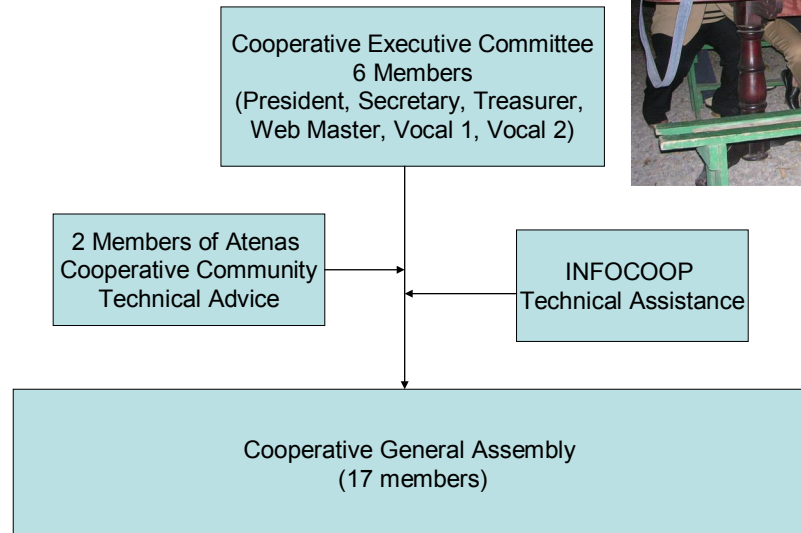 Cooperative Executive Committee
6 Members
(President, Secretary, Treasurer,
Web Master, Vocal 1, Vocal 2)
2 Members of Atenas
Cooperative Community
Technical Advice
INFOCOOP
Technical Assistance
Cooperative General Assembly
(17 members)